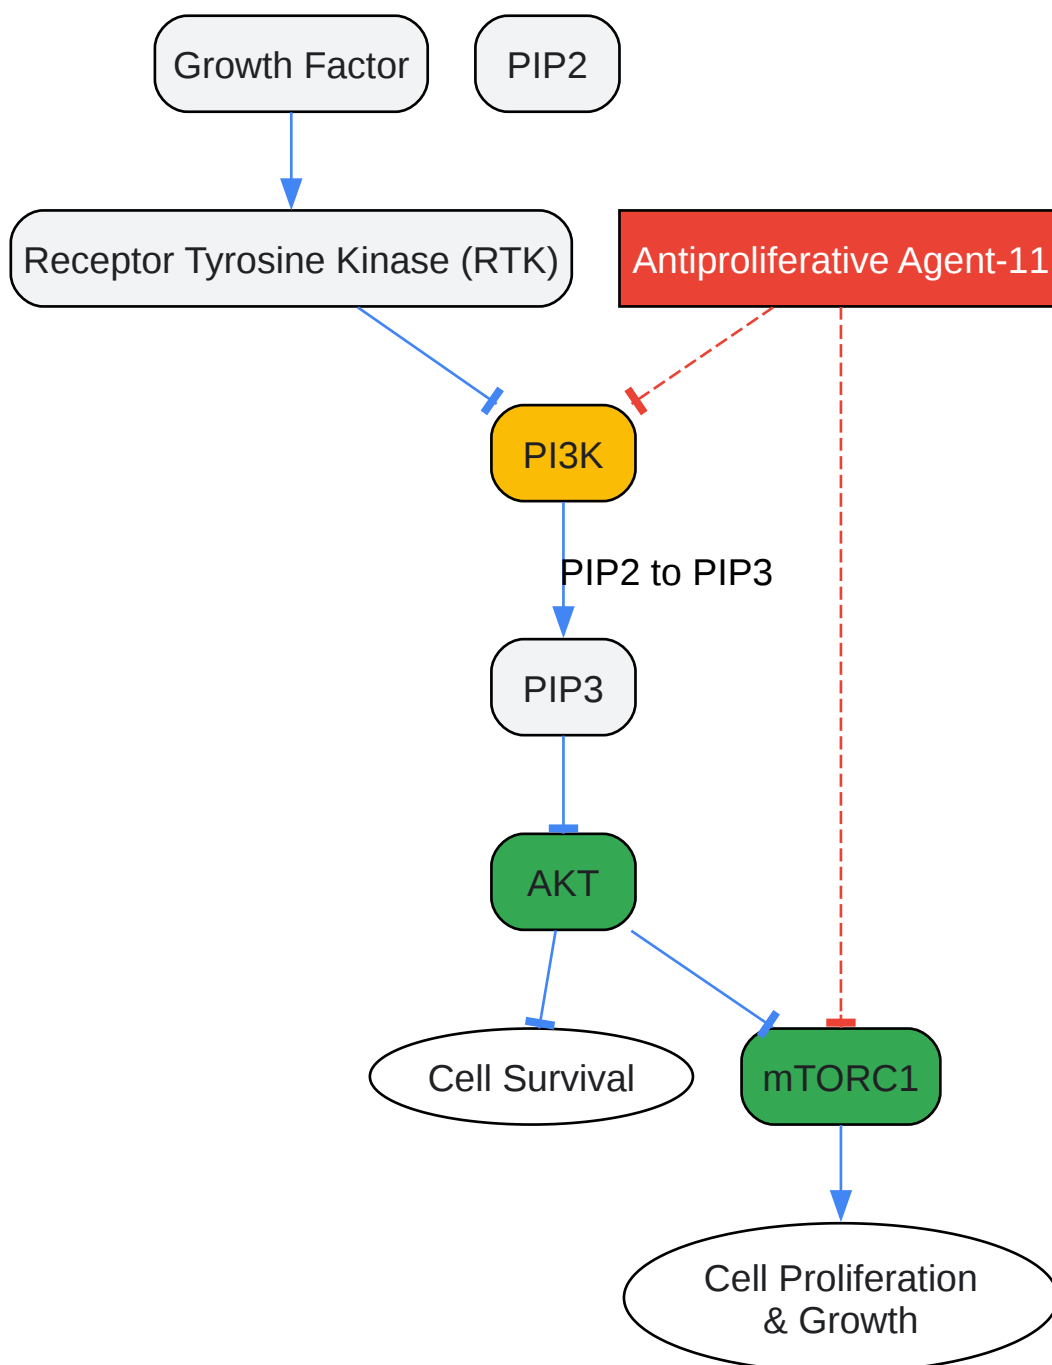 Growth Factor
PIP2
Receptor Tyrosine Kinase (RTK)
Antiproliferative Agent-11
PI3K
PIP2 to PIP3
PIP3
AKT
Cell Survival
mTORC1
Cell Proliferation
& Growth